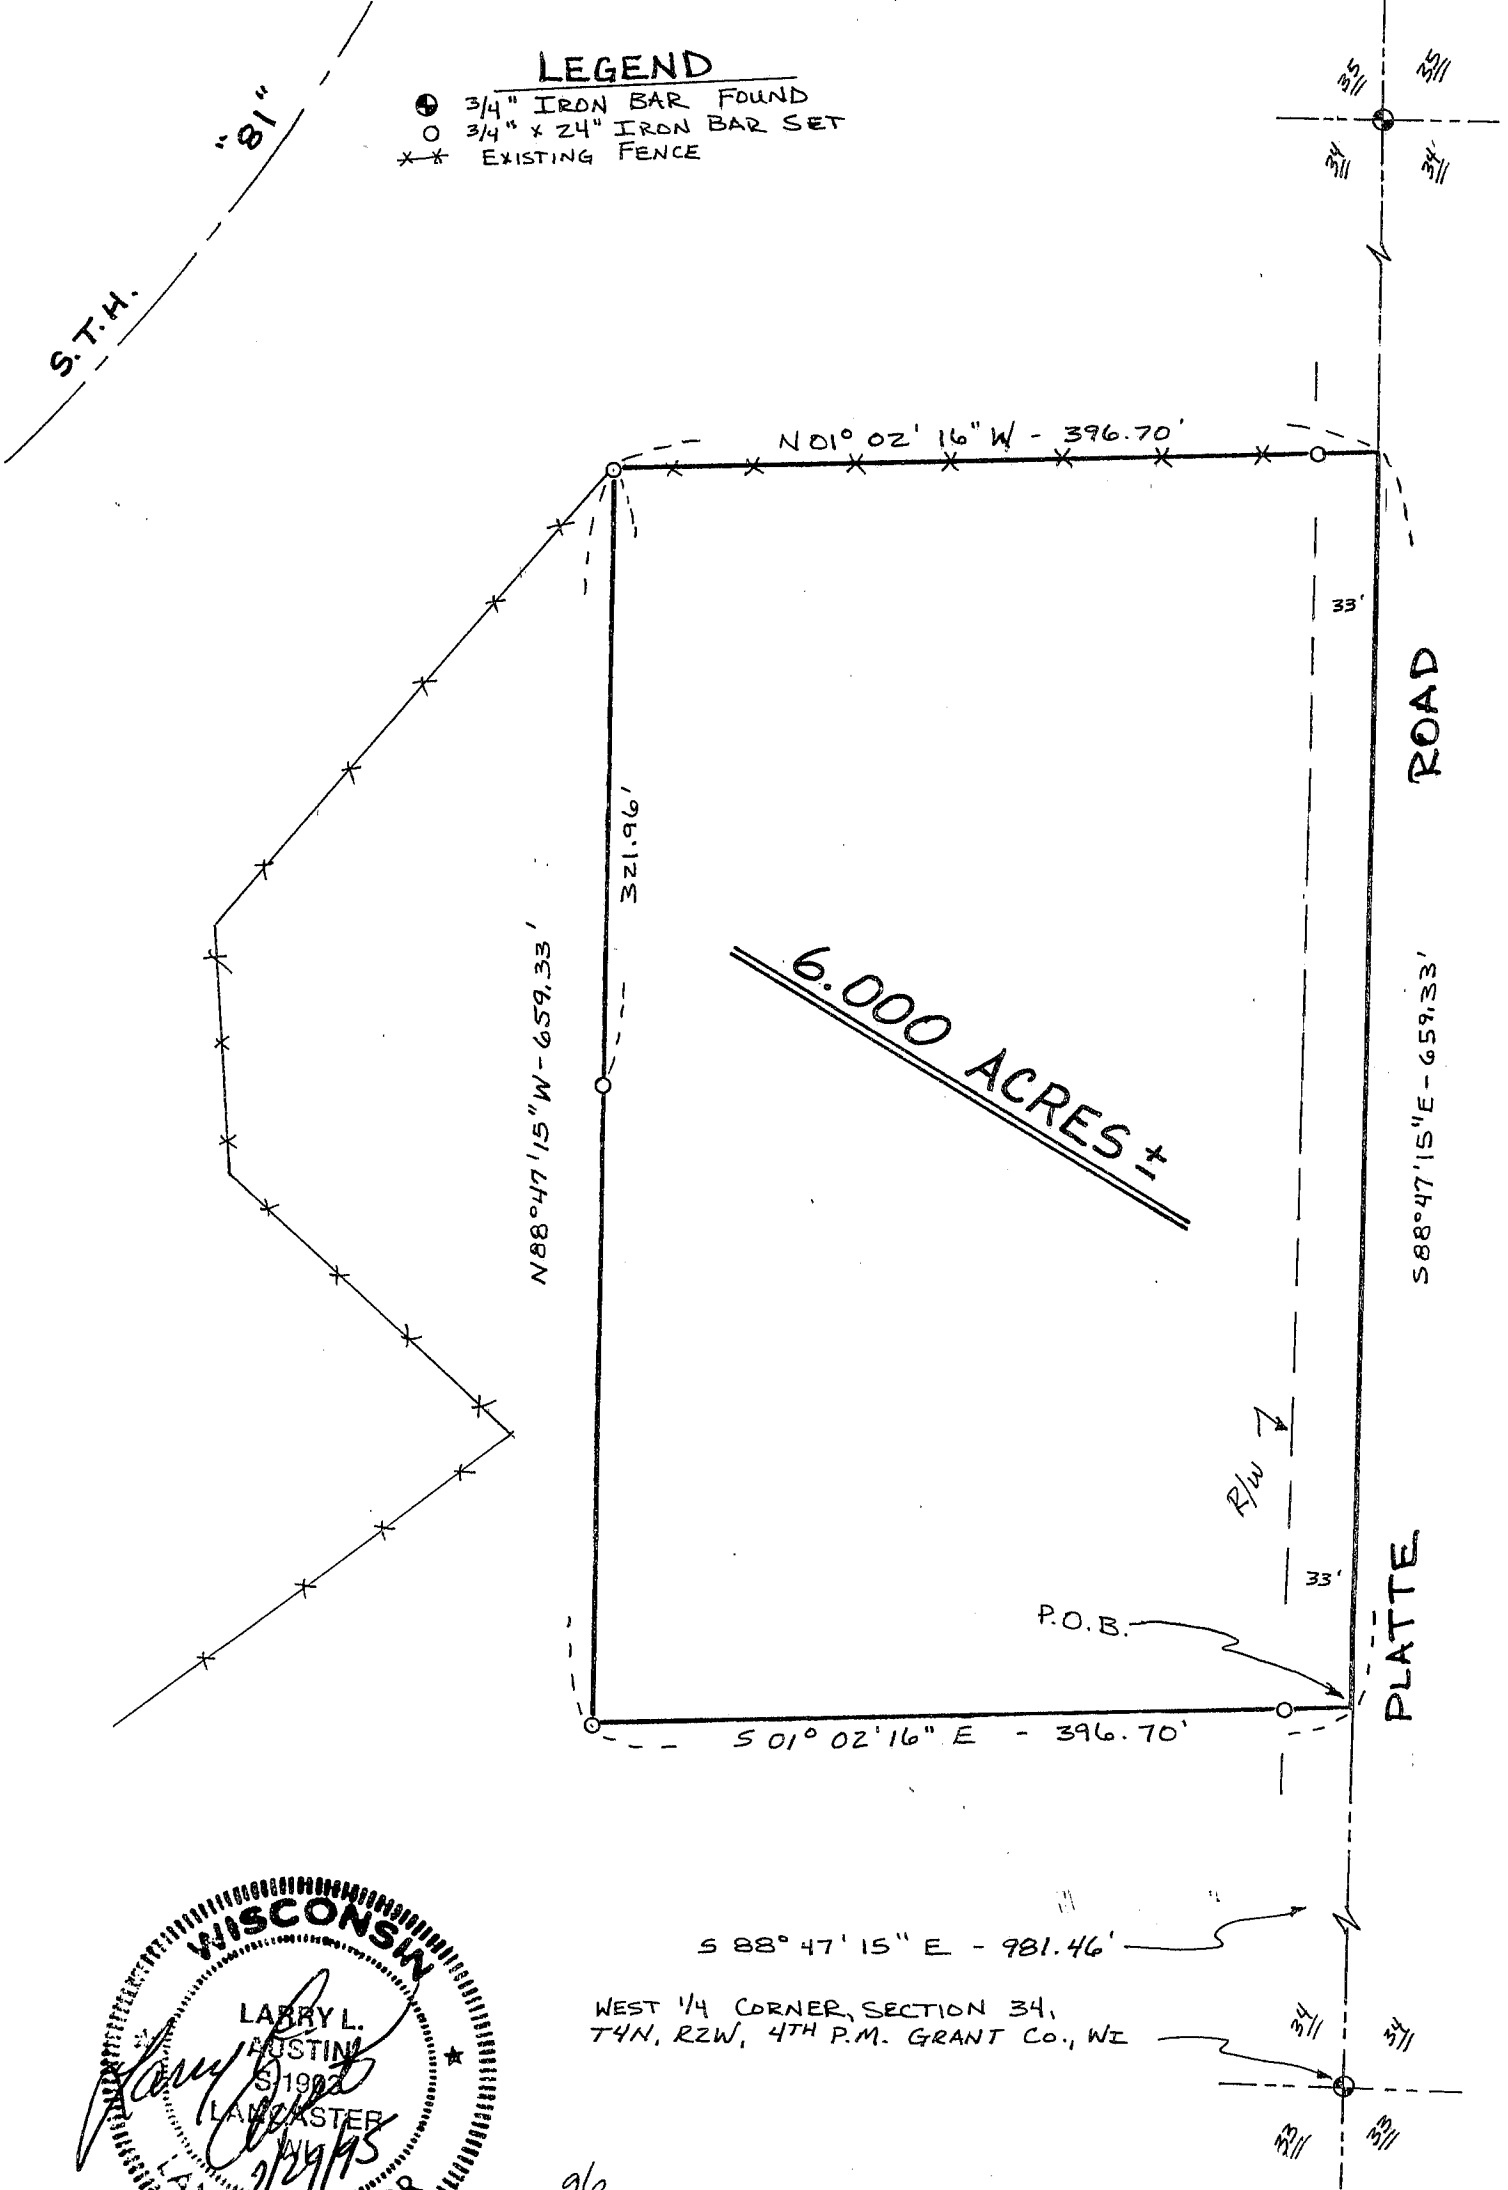 LEGEND
3/4" IRON BAR FOUND
3/4" x 24" IRON BAR SET
x-x EXISTING FENCE
S.T.H. "81"
35 35
34 34
N 01° 02' 16" W - 396.70'
33'
ROAD
321.96'
N 88° 47' 15" W - 659.33'
6.000 ACRES ±
S 88° 47' 15" E - 659.33'
R/W
33'
P.O.B.
PLATTE
S 01° 02' 16" E - 396.70'
S 88° 47' 15" E - 981.46'
WEST 1/4 CORNER, SECTION 34,
T4N, R2W, 4TH P.M. GRANT CO., WI
34 34
33 33
WISCONSIN
LARRY L.
AUSTIN
LANCASTER